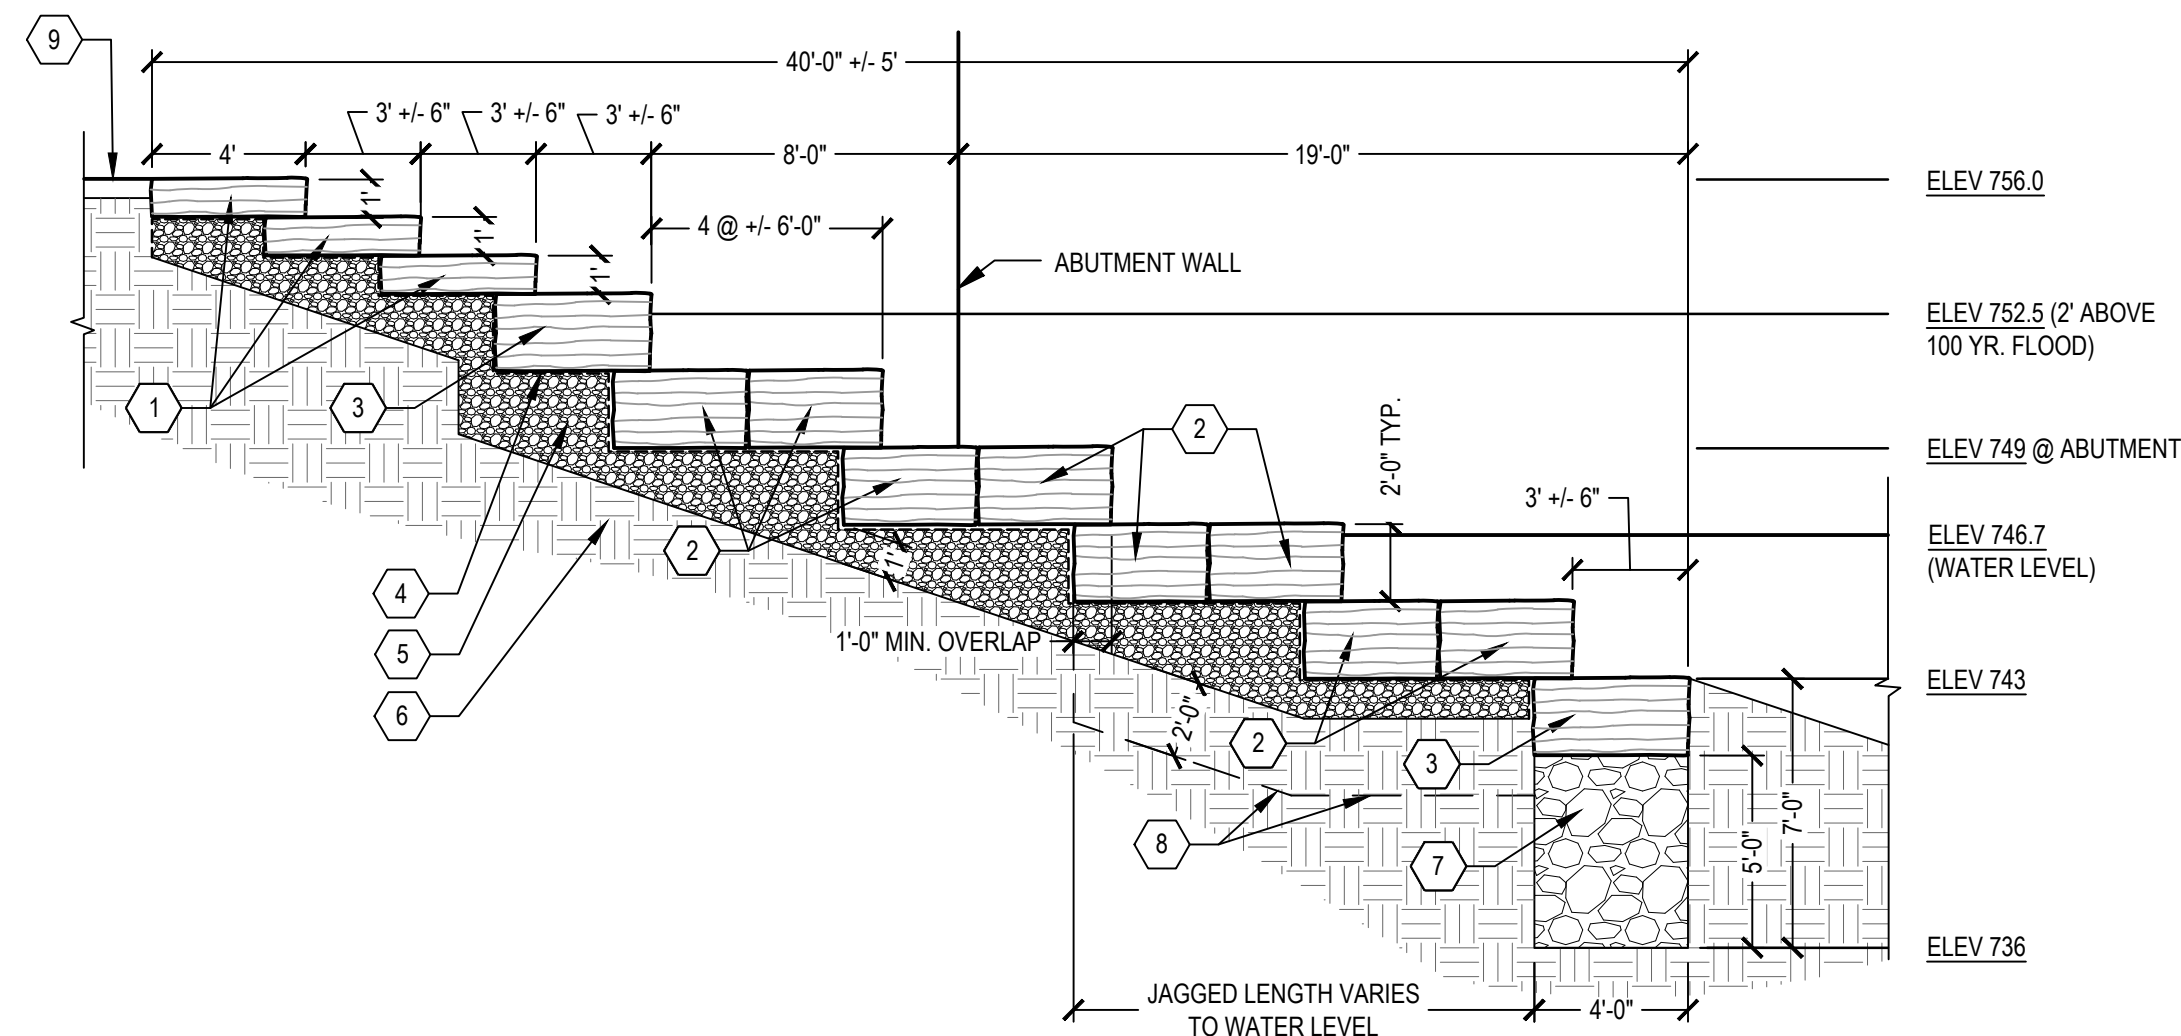 9
40'-0" +/- 5'
3' +/- 6"
3' +/- 6"
3' +/- 6"
4'
8'-0"
19'-0"
ELEV 756.0
1'
1'
1'
4 @ +/- 6'-0"
ABUTMENT WALL
ELEV 752.5 (2' ABOVE
100 YR. FLOOD)
1
3
2
2'-0" TYP.
ELEV 749 @ ABUTMENT
3' +/- 6"
ELEV 746.7
(WATER LEVEL)
2
1'
4
5
6
1'-0" MIN. OVERLAP
ELEV 743
2'-0"
2
3
8
7
5'-0"
7'-0"
ELEV 736
JAGGED LENGTH VARIES
TO WATER LEVEL
4'-0"